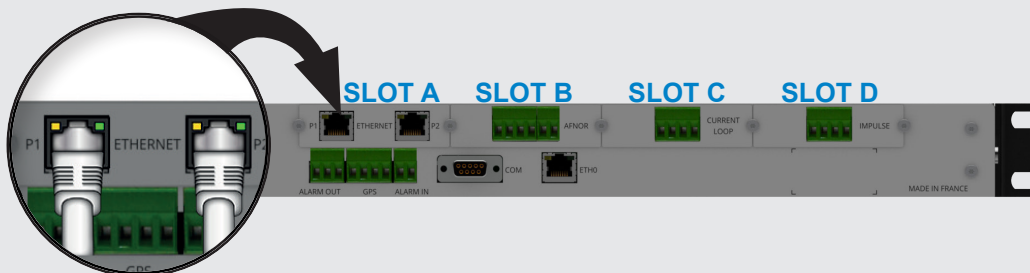 SLOT A SLOT B SLOT C SLOT D
P1 ETHERNET P2
P1 ETHERNET P2 AFNOR CURRENT LOOP IMPULSE
COM ETH0
ALARM OUT GPS ALARM IN MADE IN FRANCE
GPS